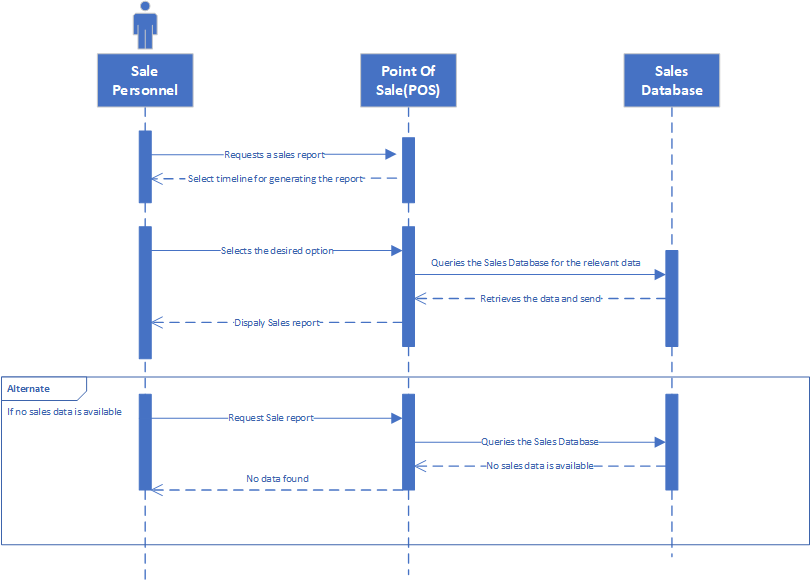 Sale
Personnel
Point Of
Sale(POS)
Sales
Database
Requests a sales report
Select timeline for generating the report
Selects the desired option
Queries the Sales Database for the relevant data
Retrieves the data and send
Dispaly Sales report
Alternate
If no sales data is available
Request Sale report
Queries the Sales Database
No sales data is available
No data found